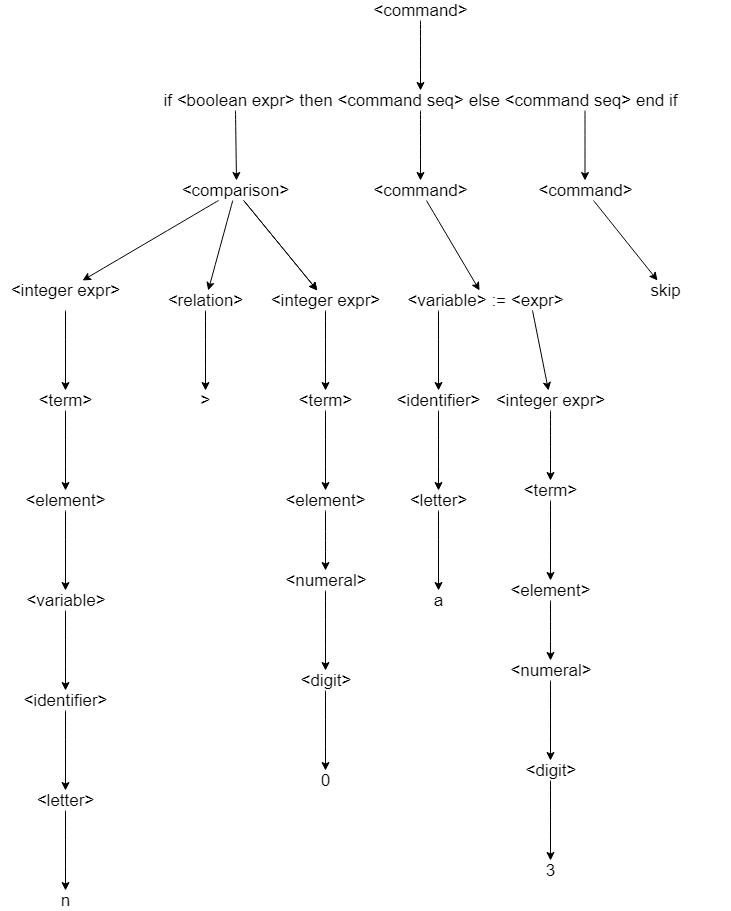 <command>
if <boolean expr> then <command seq> else <command seq> end if
<comparison> <command> <command>
<integer expr> <relation> <integer expr> <variable> := <expr> skip
<term> > <term> <identifier> <integer expr>
<element> <element> <letter> <term>
<variable> <numeral> a <element>
<identifier> <digit> <numeral>
<letter> 0 <digit>
n 3